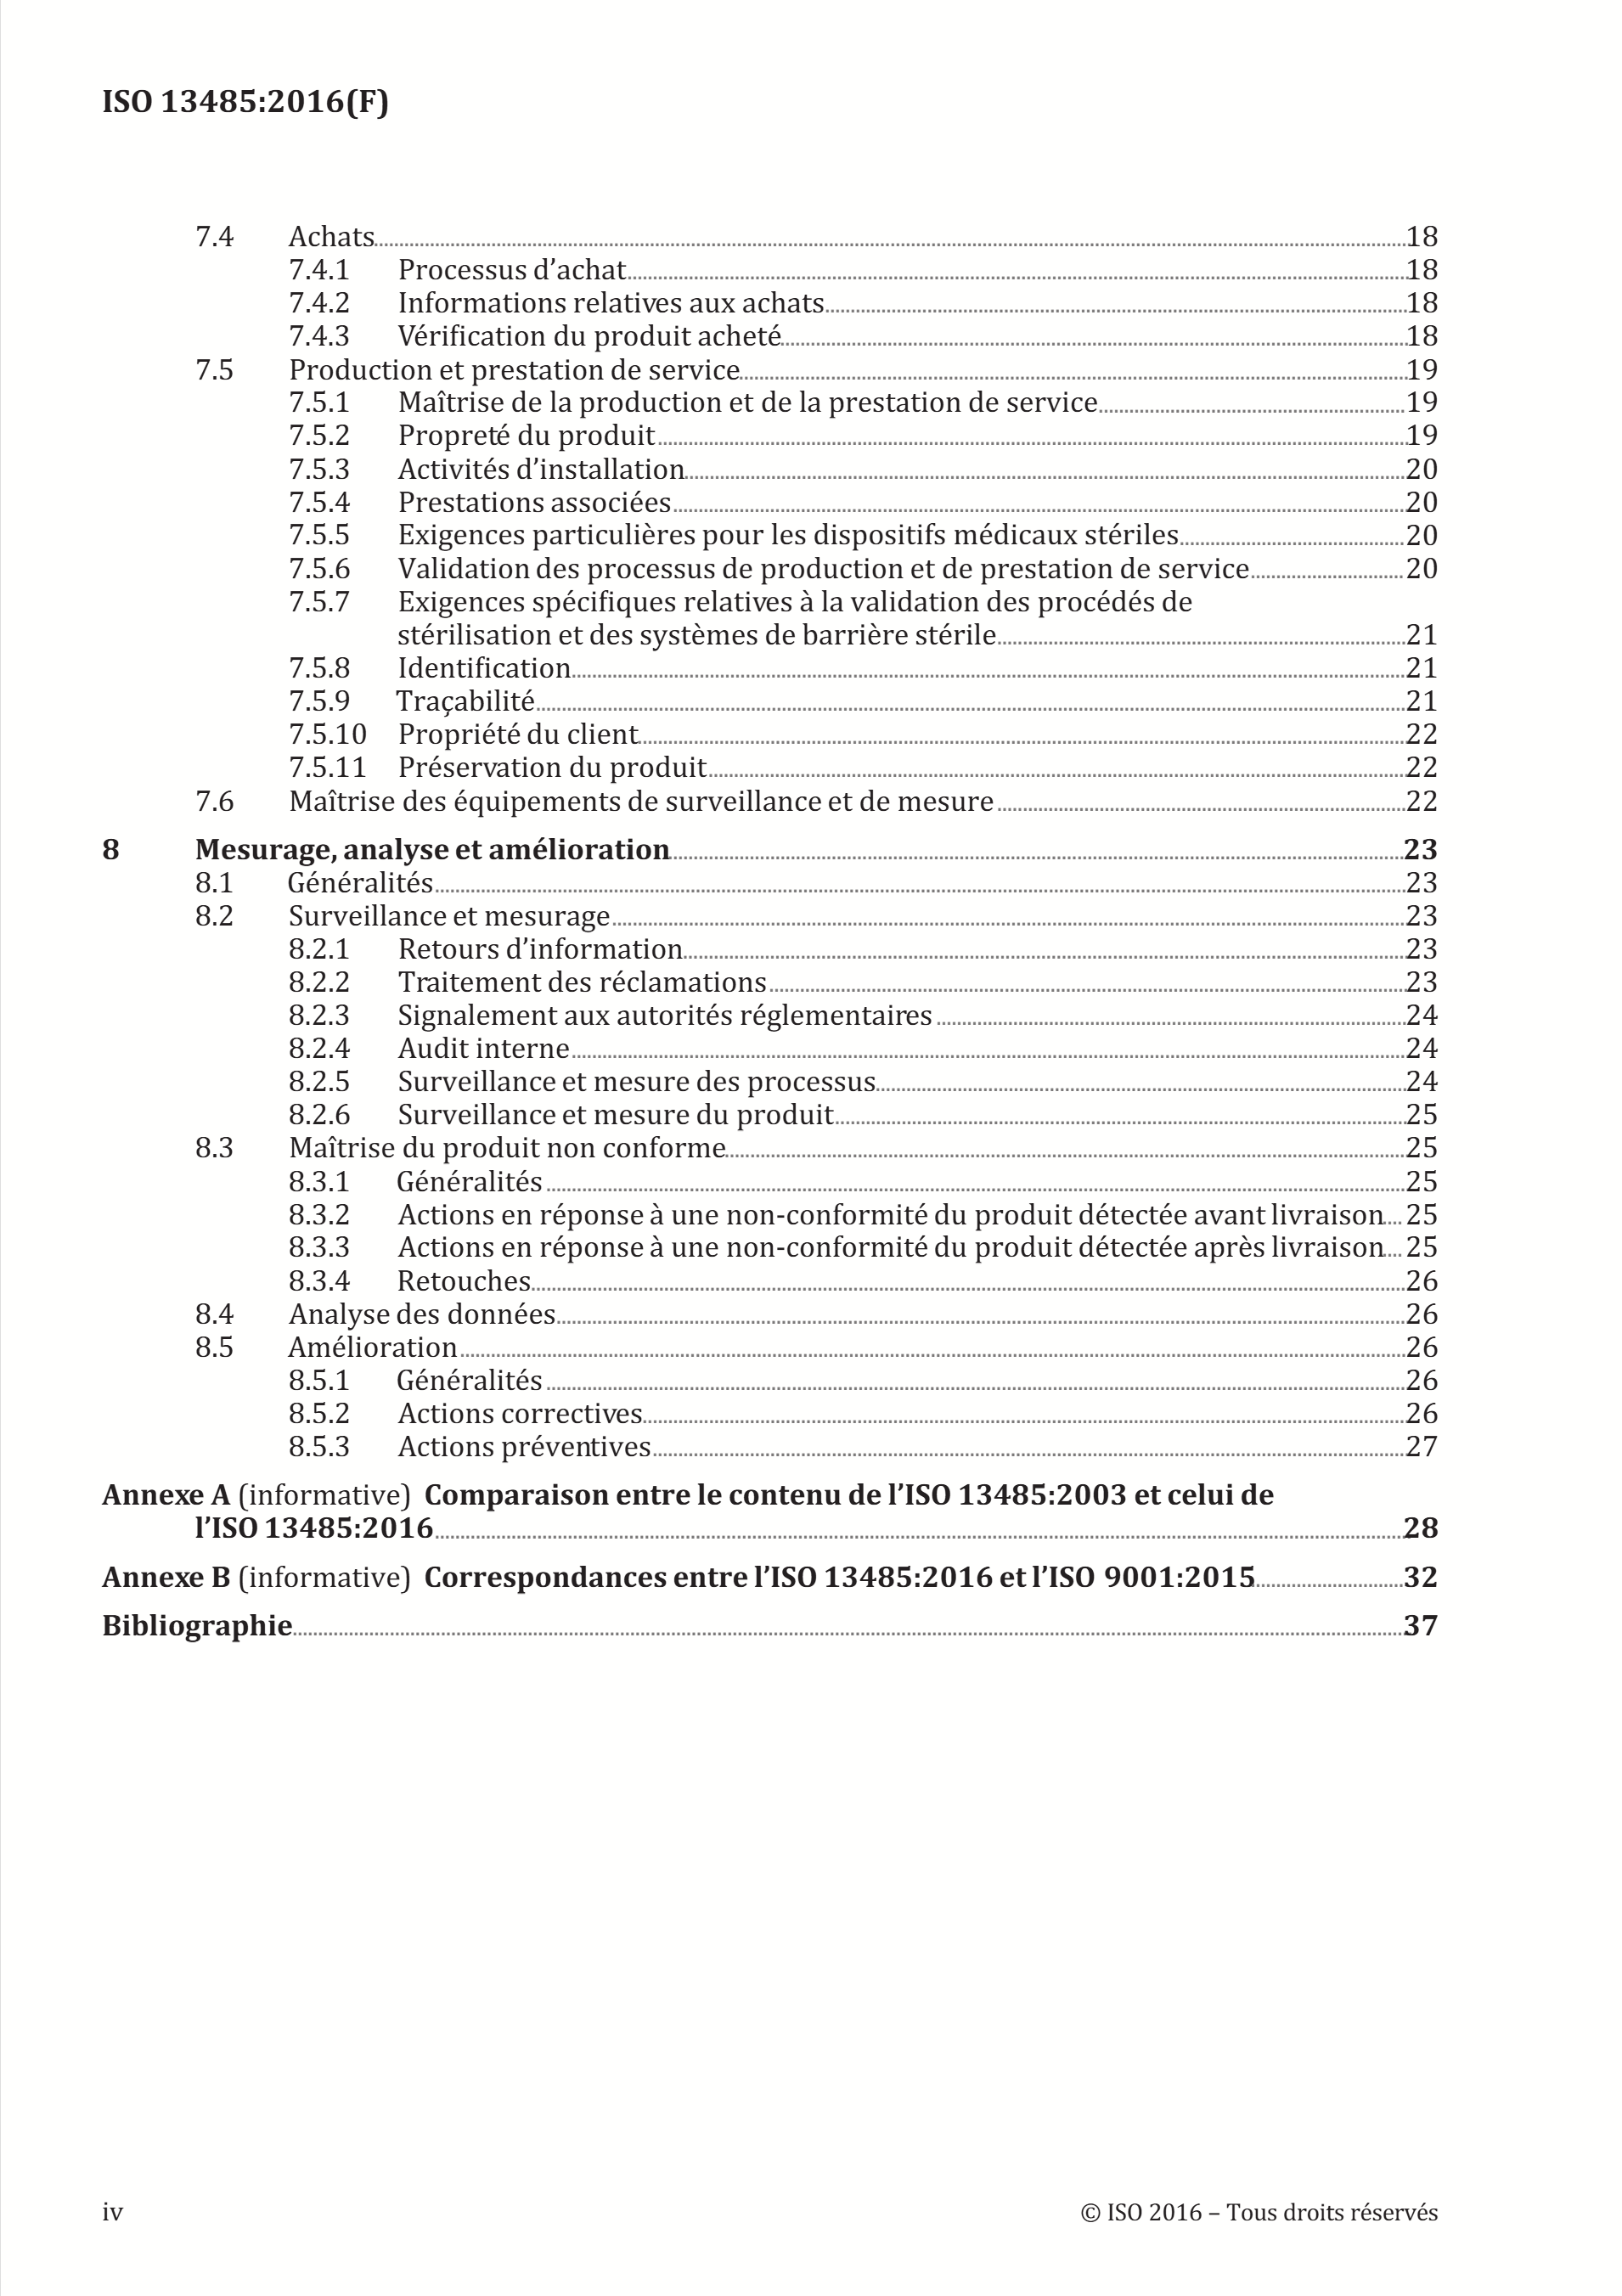 ISO 13485:2016(F)
7.4 Achats 18
7.4.1 Processus d’achat 18
7.4.2 Informations relatives aux achats 18
7.4.3 Vérification du produit acheté 18
7.5 Production et prestation de service 19
7.5.1 Maîtrise de la production et de la prestation de service 19
7.5.2 Propreté du produit 19
7.5.3 Activités d’installation 20
7.5.4 Prestations associées 20
7.5.5 Exigences particulières pour les dispositifs médicaux stériles 20
7.5.6 Validation des processus de production et de prestation de service 20
7.5.7 Exigences spécifiques relatives à la validation des procédés de
stérilisation et des systèmes de barrière stérile 21
7.5.8 Identification 21
7.5.9 Traçabilité 21
7.5.10 Propriété du client 22
7.5.11 Préservation du produit 22
7.6 Maîtrise des équipements de surveillance et de mesure 22
8 Mesurage, analyse et amélioration 23
8.1 Généralités 23
8.2 Surveillance et mesurage 23
8.2.1 Retours d’information 23
8.2.2 Traitement des réclamations 23
8.2.3 Signalement aux autorités réglementaires 24
8.2.4 Audit interne 24
8.2.5 Surveillance et mesure des processus 24
8.2.6 Surveillance et mesure du produit 25
8.3 Maîtrise du produit non conforme 25
8.3.1 Généralités 25
8.3.2 Actions en réponse à une non-conformité du produit détectée avant livraison 25
8.3.3 Actions en réponse à une non-conformité du produit détectée après livraison 25
8.3.4 Retouches 26
8.4 Analyse des données 26
8.5 Amélioration 26
8.5.1 Généralités 26
8.5.2 Actions correctives 26
8.5.3 Actions préventives 27
Annexe A (informative) Comparaison entre le contenu de l’ISO 13485:2003 et celui de
l’ISO 13485:2016 28
Annexe B (informative) Correspondances entre l’ISO 13485:2016 et l’ISO 9001:2015 32
Bibliographie 37
iv © ISO 2016 – Tous droits réservés